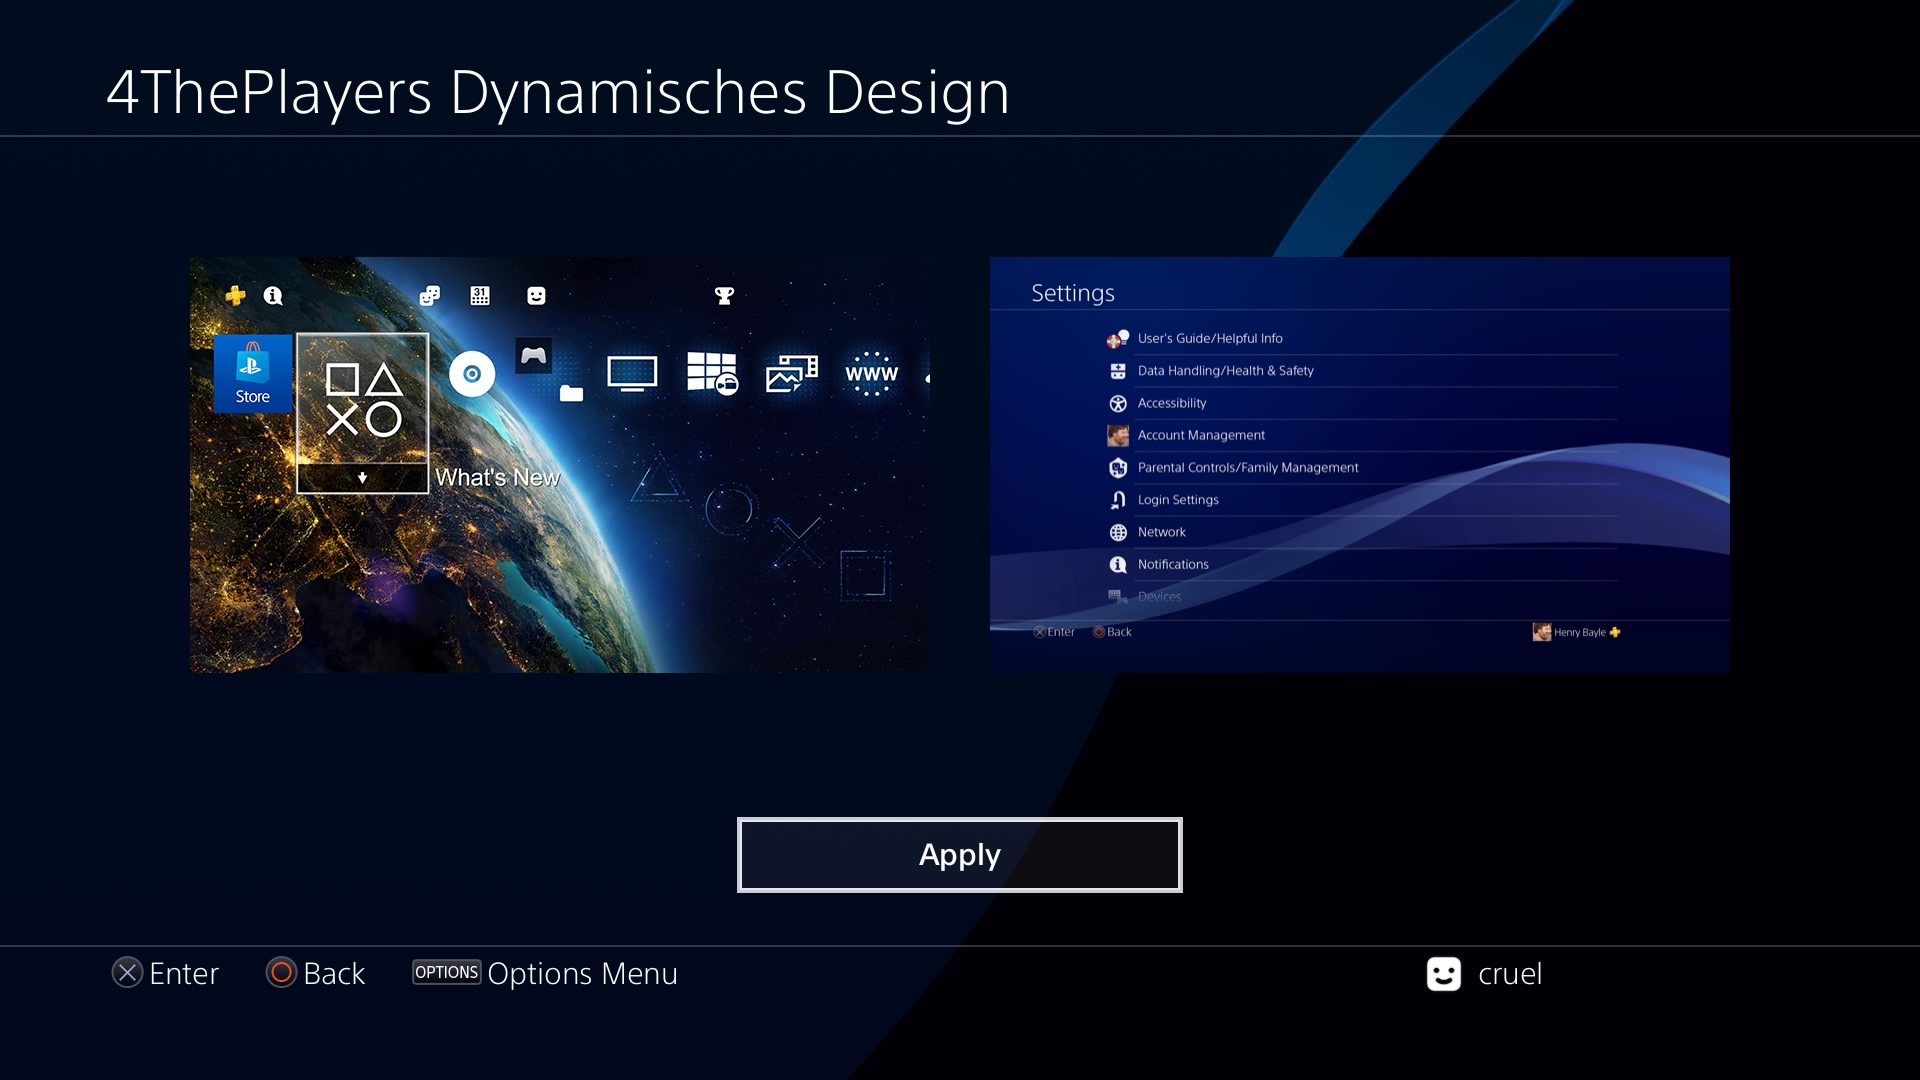 4ThePlayers Dynamisches Design
31
Store
WWW
What's New
Settings
User's Guide/Helpful Info
Data Handling/Health & Safety
Accessibility
Account Management
Parental Controls/Family Management
Login Settings
Network
Notifications
Devices
Enter Back Henry Bayle
Apply
Enter Back OPTIONS Options Menu cruel